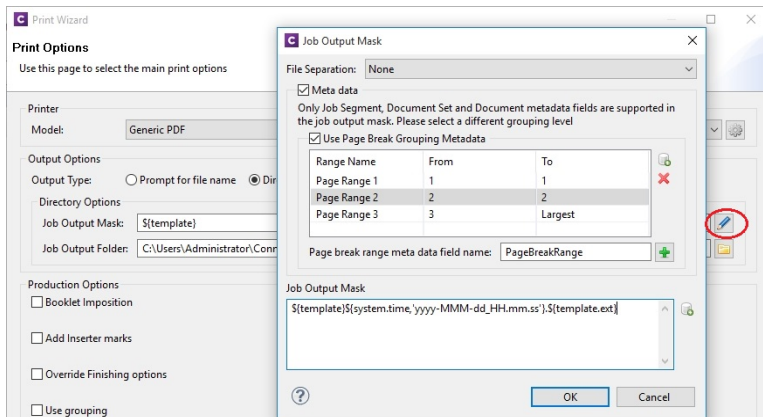 C Print Wizard
Print Options
Use this page to select the main print options
Printer
Model:
Generic PDF
Output Options
Output Type:
Prompt for file name
Directory Options
Job Output Mask:
${template}
Job Output Folder:
C:\Users\Administrator\Conn
Production Options
Booklet Imposition
Add Inserter marks
Override Finishing options
Use grouping
C Job Output Mask
File Separation: None
Meta data
Only Job Segment, Document Set and Document metadata fields are supported in
the job output mask. Please select a different grouping level
Use Page Break Grouping Metadata
Range Name From To
Page Range 1 1 1
Page Range 2 2 2
Page Range 3 3 Largest
Page break range meta data field name: PageBreakRange
Job Output Mask
${template}${system.time,'yyyy-MMM-dd_HH.mm.ss'}.${template.ext}
OK Cancel